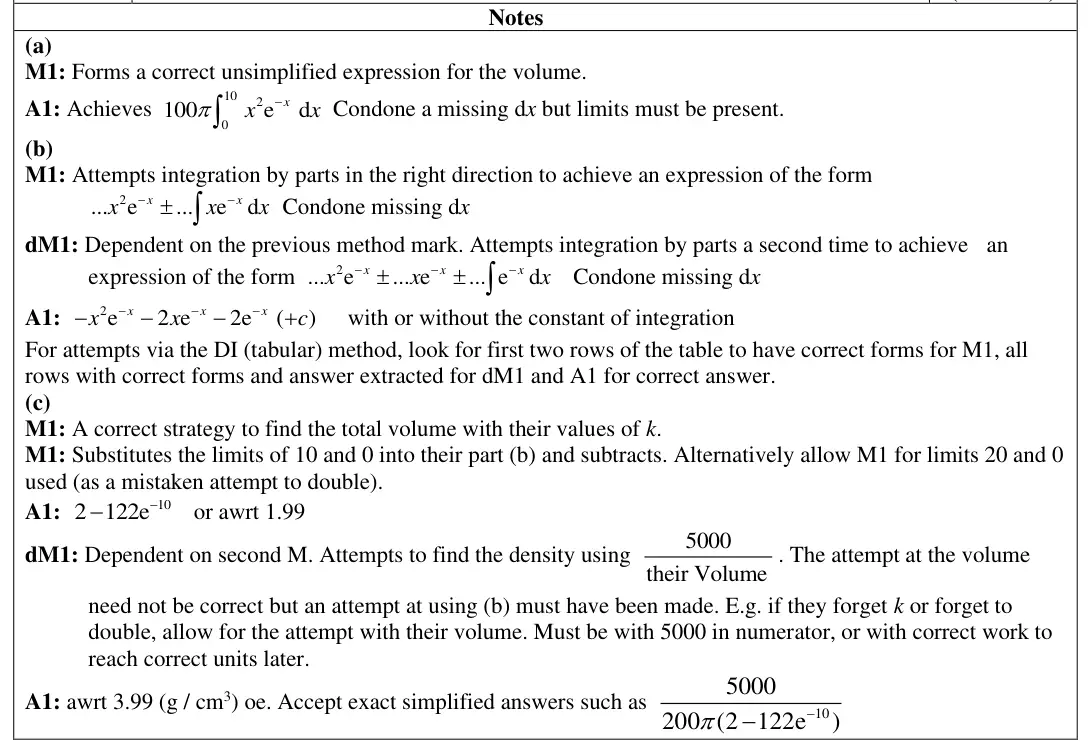 Notes
(a)
M1: Forms a correct unsimplified expression for the volume.
A1: Achieves 100π∫₀¹⁰ x²e⁻ˣ dx Condone a missing dx but limits must be present.
(b)
M1: Attempts integration by parts in the right direction to achieve an expression of the form
...x²e⁻ˣ ± ...∫ xe⁻ˣ dx Condone missing dx
dM1: Dependent on the previous method mark. Attempts integration by parts a second time to achieve an
expression of the form ...x²e⁻ˣ ± ...xe⁻ˣ ± ...∫ e⁻ˣ dx Condone missing dx
A1: −x²e⁻ˣ − 2xe⁻ˣ − 2e⁻ˣ (+c) with or without the constant of integration
For attempts via the DI (tabular) method, look for first two rows of the table to have correct forms for M1, all
rows with correct forms and answer extracted for dM1 and A1 for correct answer.
(c)
M1: A correct strategy to find the total volume with their values of k.
M1: Substitutes the limits of 10 and 0 into their part (b) and subtracts. Alternatively allow M1 for limits 20 and 0
used (as a mistaken attempt to double).
A1: 2 − 122e⁻¹⁰ or awrt 1.99
dM1: Dependent on second M. Attempts to find the density using 5000 / their Volume . The attempt at the volume
need not be correct but an attempt at using (b) must have been made. E.g. if they forget k or forget to
double, allow for the attempt with their volume. Must be with 5000 in numerator, or with correct work to
reach correct units later.
A1: awrt 3.99 (g / cm³) oe. Accept exact simplified answers such as 5000 / 200π(2 − 122e⁻¹⁰)